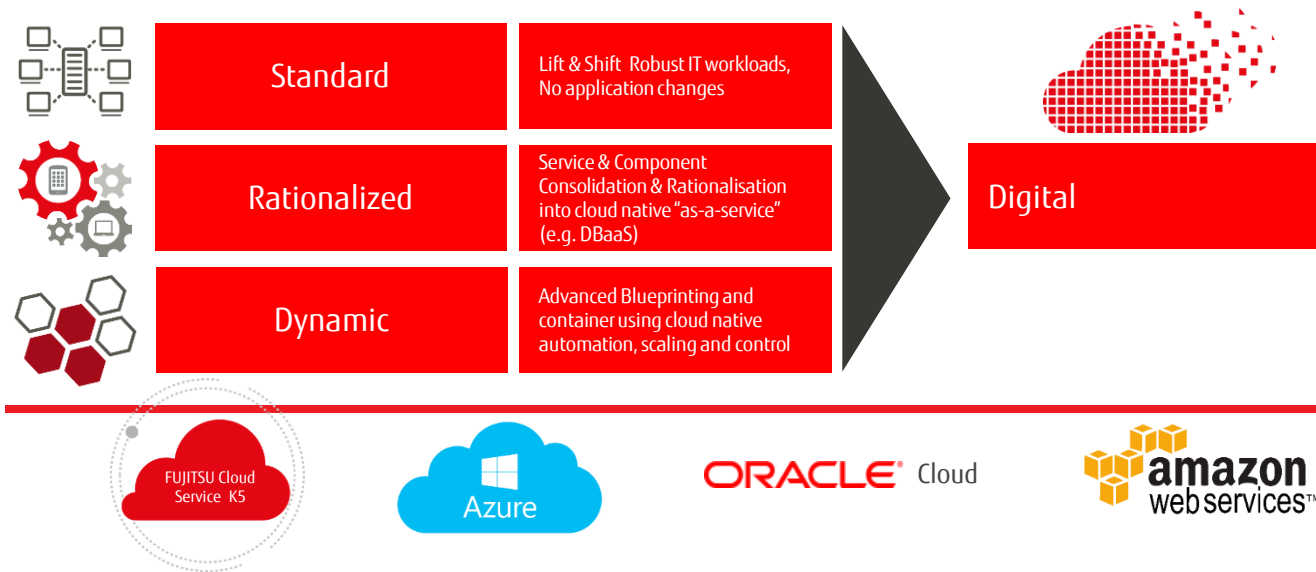 Standard
Lift & Shift Robust IT workloads,
No application changes
Rationalized
Service & Component
Consolidation & Rationalisation
into cloud native “as-a-service”
(e.g. DBaaS)
Digital
Dynamic
Advanced Blueprinting and
container using cloud native
automation, scaling and control
FUJITSU Cloud
Service K5
Azure
ORACLE® Cloud
amazon
web services™